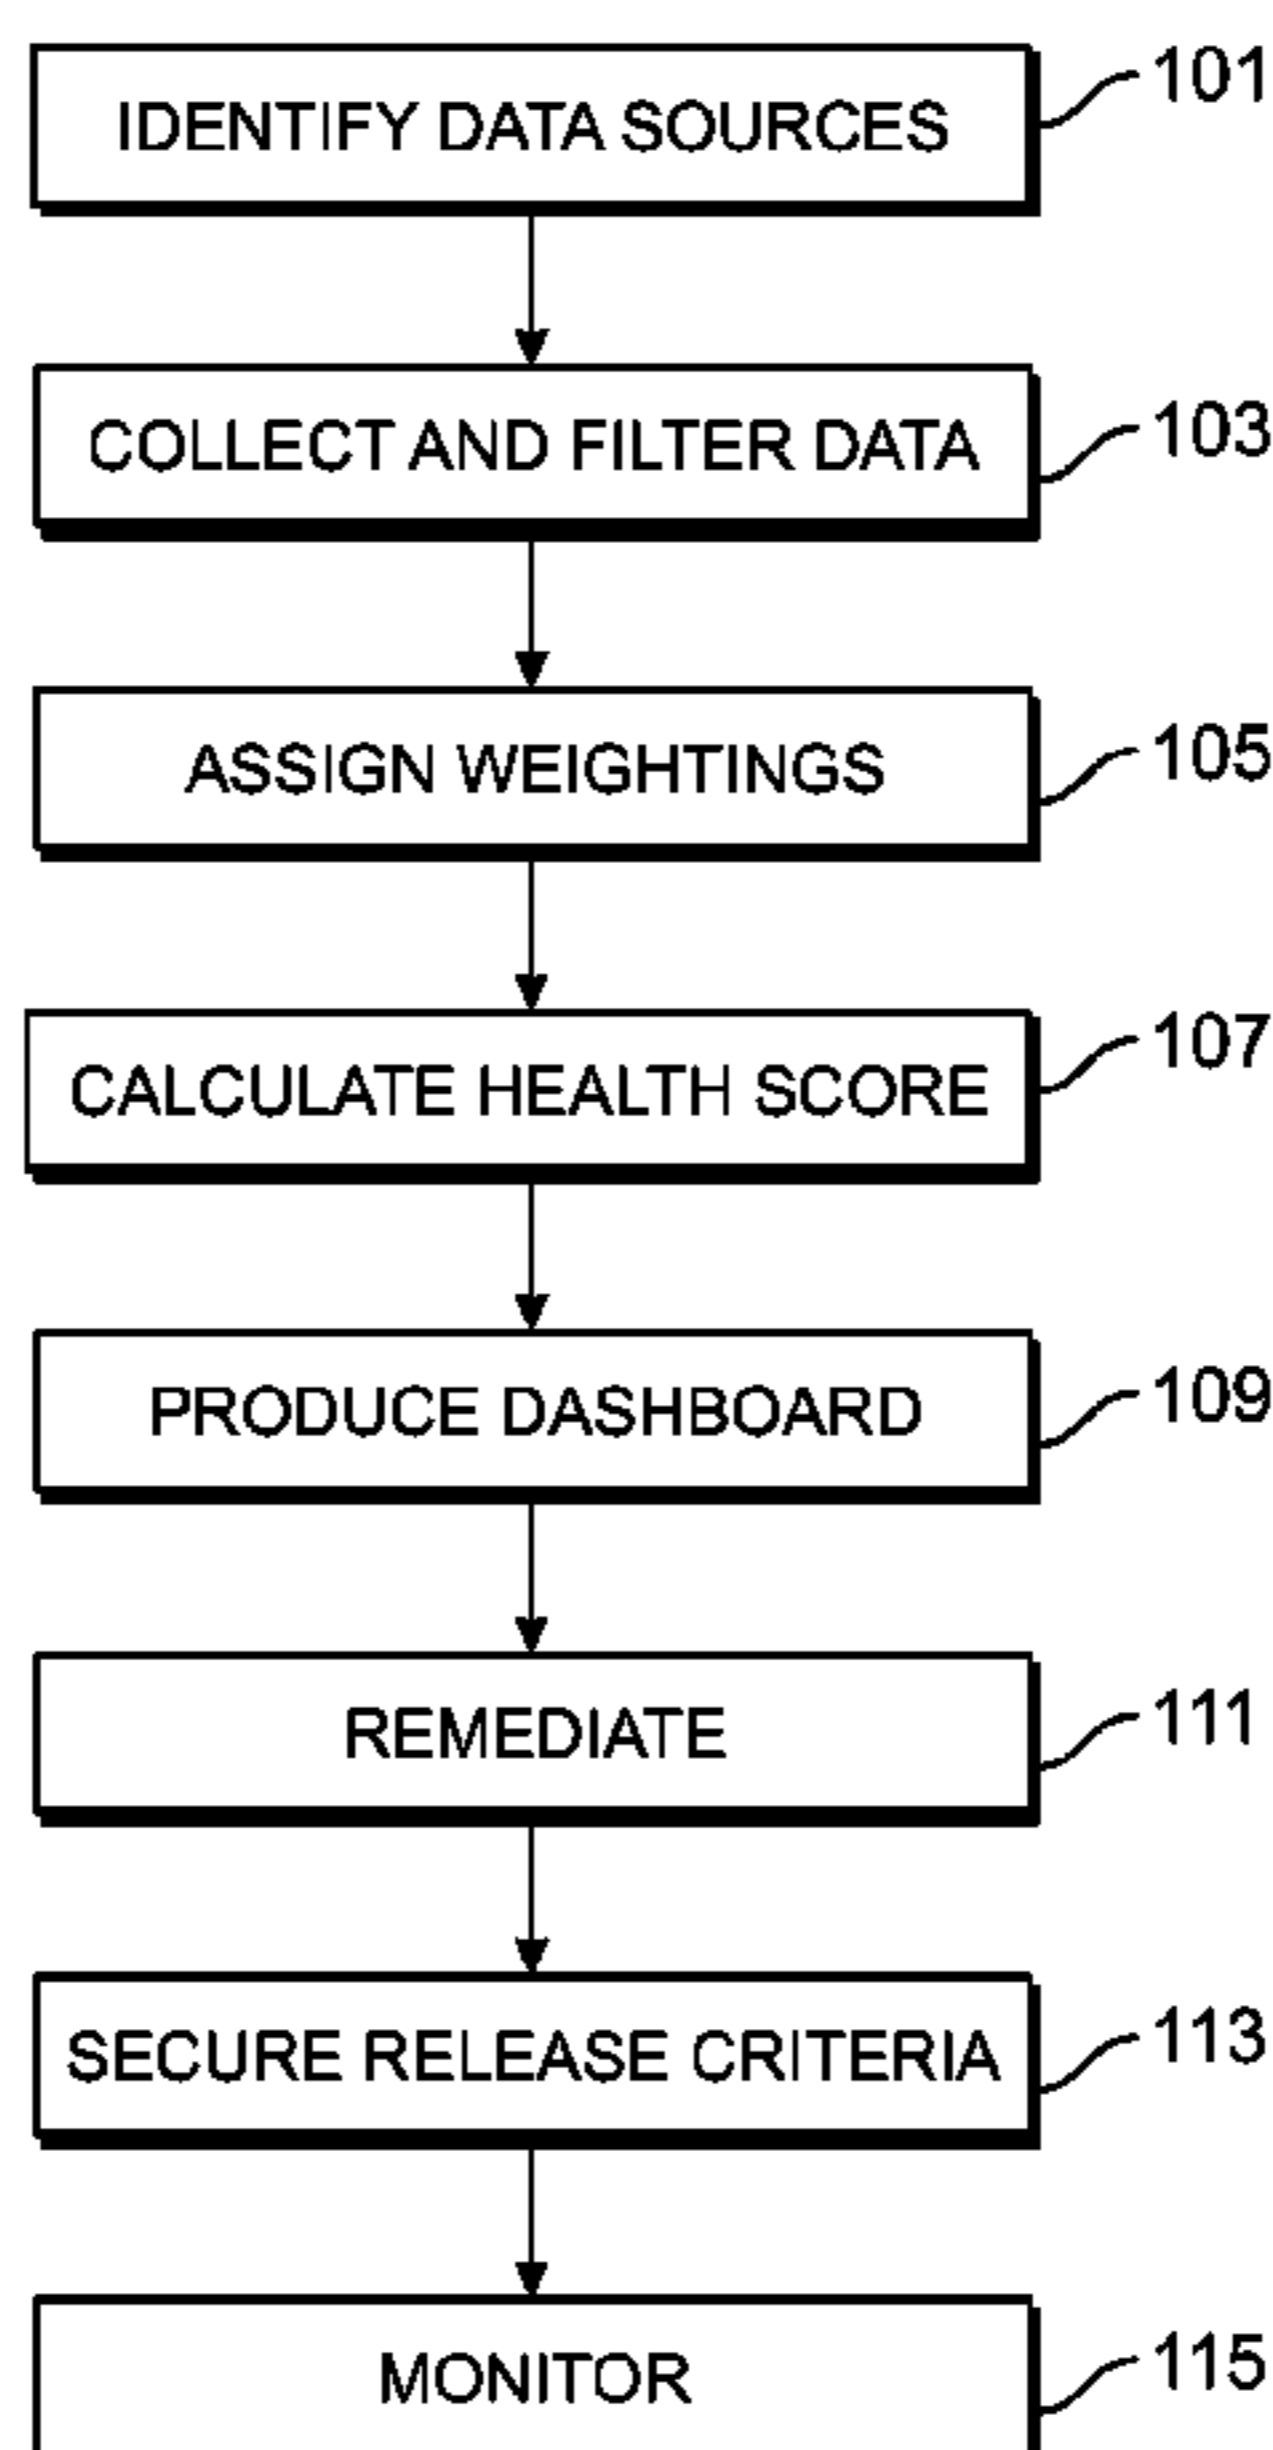 IDENTIFY DATA SOURCES 101
COLLECT AND FILTER DATA 103
ASSIGN WEIGHTINGS 105
CALCULATE HEALTH SCORE 107
PRODUCE DASHBOARD 109
REMEDIATE 111
SECURE RELEASE CRITERIA 113
MONITOR 115